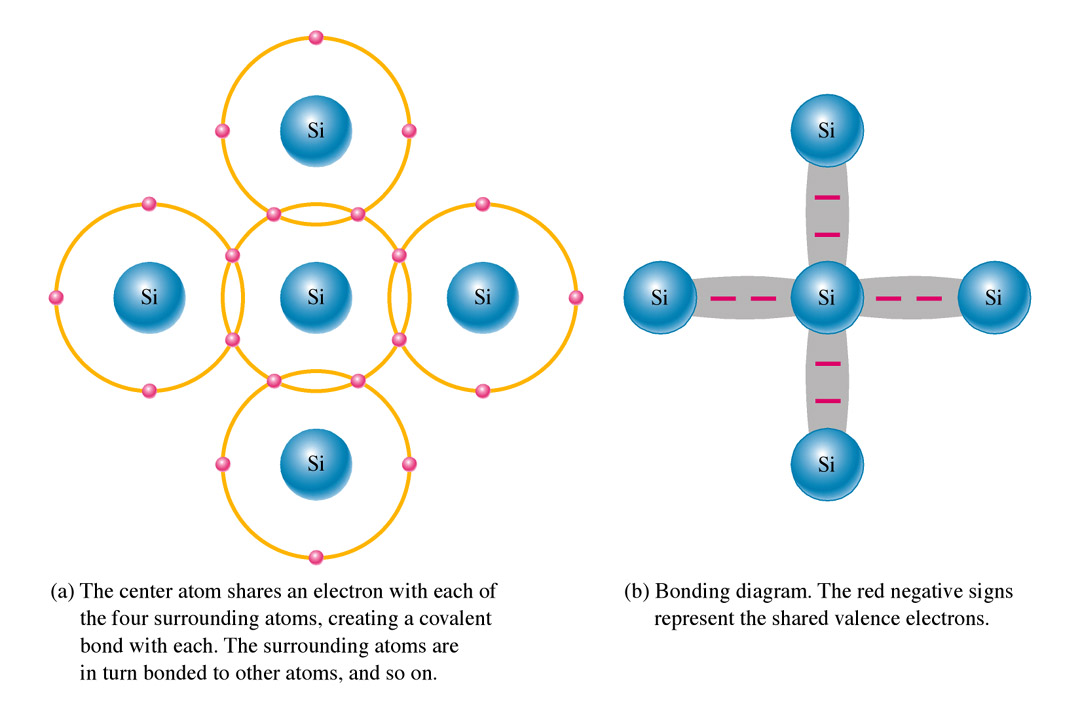 Si
Si
Si Si Si
Si Si Si
Si
Si
(a) The center atom shares an electron with each of
the four surrounding atoms, creating a covalent
bond with each. The surrounding atoms are
in turn bonded to other atoms, and so on.
(b) Bonding diagram. The red negative signs
represent the shared valence electrons.